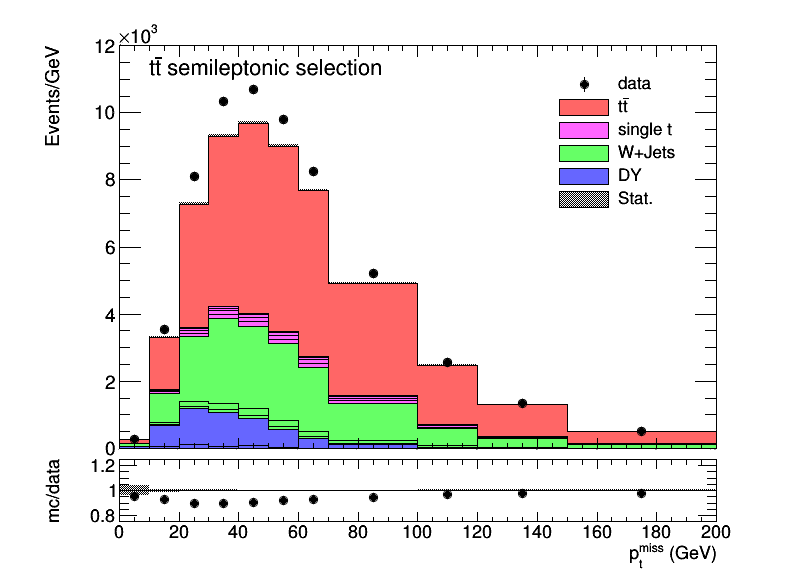 ×10³
12
10
8
6
4
2
0
Events/GeV
tt̄ semileptonic selection
data
tt̄
single t
W+Jets
DY
Stat.
1.2
1
0.8
mc/data
0 20 40 60 80 100 120 140 160 180 200
p_t^miss (GeV)